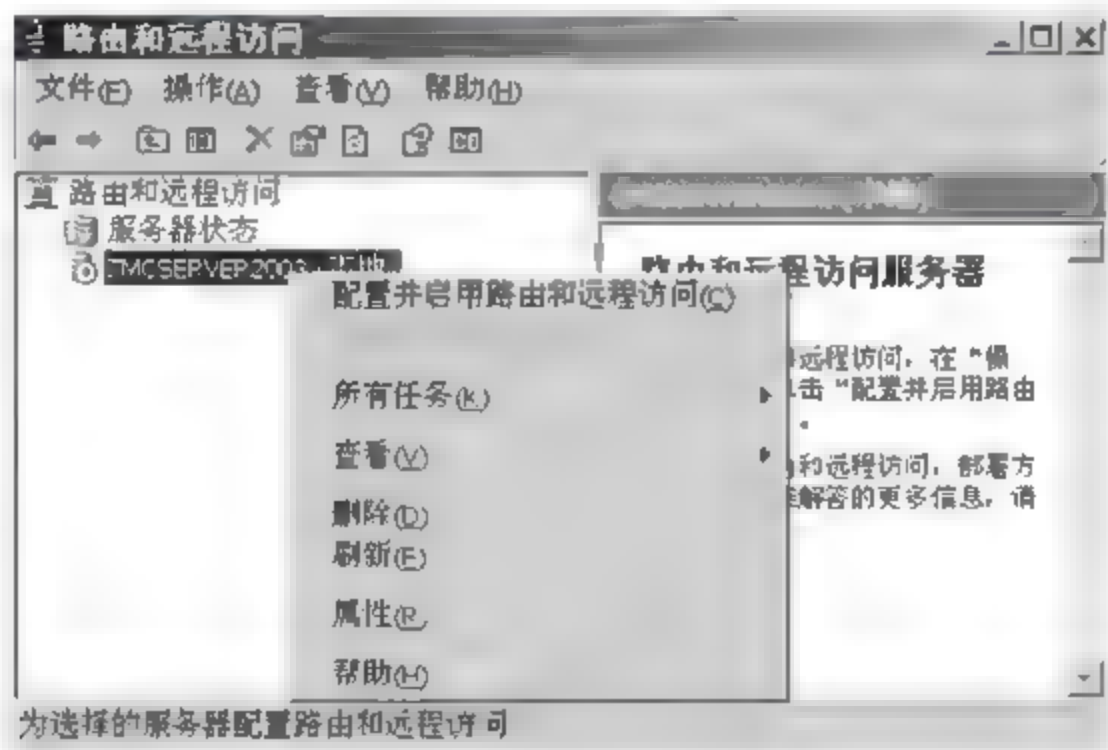 路由和远程访问
文件(F) 操作(A) 查看(V) 帮助(H)
路由和远程访问
服务器状态
配置并启用路由和远程访问(C)
所有任务(K)
查看(V)
删除(D)
刷新(F)
属性(R)
帮助(H)
路由和远程访问服务器
远程访问，在“操
击“配置并启用路由
和远程访问，部署方
解答的更多信息，请
为选择的服务器配置路由和远程访问